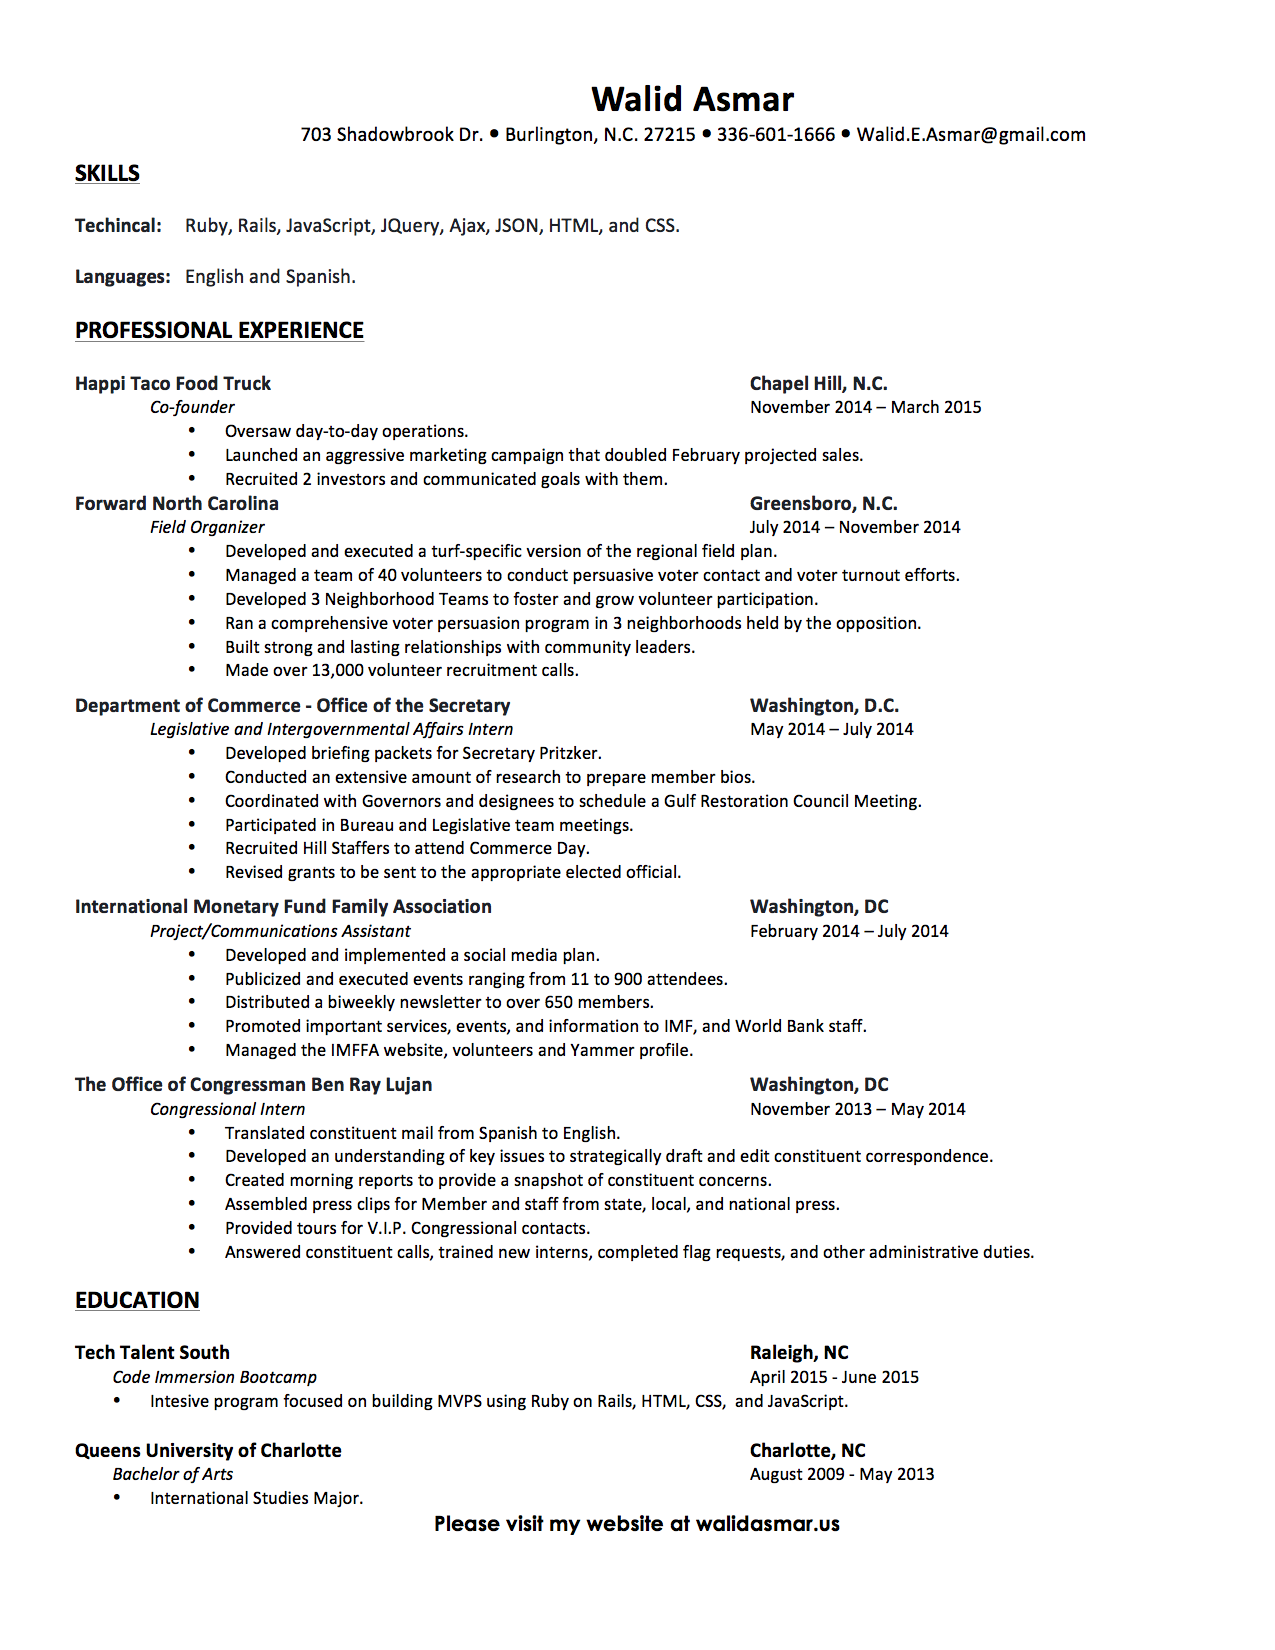 Walid Asmar
703 Shadowbrook Dr. • Burlington, N.C. 27215 • 336-601-1666 • Walid.E.Asmar@gmail.com
SKILLS
Techincal: Ruby, Rails, JavaScript, JQuery, Ajax, JSON, HTML, and CSS.
Languages: English and Spanish.
PROFESSIONAL EXPERIENCE
Happi Taco Food Truck Chapel Hill, N.C.
Co-founder November 2014 – March 2015
• Oversaw day-to-day operations.
• Launched an aggressive marketing campaign that doubled February projected sales.
• Recruited 2 investors and communicated goals with them.
Forward North Carolina Greensboro, N.C.
Field Organizer July 2014 – November 2014
• Developed and executed a turf-specific version of the regional field plan.
• Managed a team of 40 volunteers to conduct persuasive voter contact and voter turnout efforts.
• Developed 3 Neighborhood Teams to foster and grow volunteer participation.
• Ran a comprehensive voter persuasion program in 3 neighborhoods held by the opposition.
• Built strong and lasting relationships with community leaders.
• Made over 13,000 volunteer recruitment calls.
Department of Commerce - Office of the Secretary Washington, D.C.
Legislative and Intergovernmental Affairs Intern May 2014 – July 2014
• Developed briefing packets for Secretary Pritzker.
• Conducted an extensive amount of research to prepare member bios.
• Coordinated with Governors and designees to schedule a Gulf Restoration Council Meeting.
• Participated in Bureau and Legislative team meetings.
• Recruited Hill Staffers to attend Commerce Day.
• Revised grants to be sent to the appropriate elected official.
International Monetary Fund Family Association Washington, DC
Project/Communications Assistant February 2014 – July 2014
• Developed and implemented a social media plan.
• Publicized and executed events ranging from 11 to 900 attendees.
• Distributed a biweekly newsletter to over 650 members.
• Promoted important services, events, and information to IMF, and World Bank staff.
• Managed the IMFFA website, volunteers and Yammer profile.
The Office of Congressman Ben Ray Lujan Washington, DC
Congressional Intern November 2013 – May 2014
• Translated constituent mail from Spanish to English.
• Developed an understanding of key issues to strategically draft and edit constituent correspondence.
• Created morning reports to provide a snapshot of constituent concerns.
• Assembled press clips for Member and staff from state, local, and national press.
• Provided tours for V.I.P. Congressional contacts.
• Answered constituent calls, trained new interns, completed flag requests, and other administrative duties.
EDUCATION
Tech Talent South Raleigh, NC
Code Immersion Bootcamp April 2015 - June 2015
• Intesive program focused on building MVPS using Ruby on Rails, HTML, CSS, and JavaScript.
Queens University of Charlotte Charlotte, NC
Bachelor of Arts August 2009 - May 2013
• International Studies Major.
Please visit my website at walidasmar.us